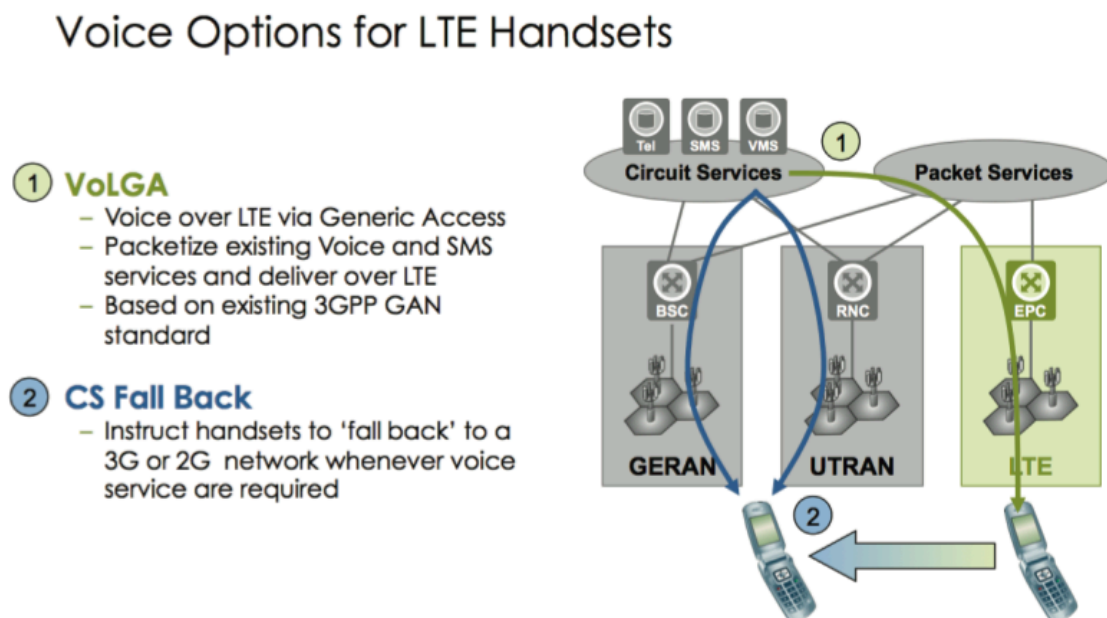 Voice Options for LTE Handsets
1 VoLGA
– Voice over LTE via Generic Access
– Packetize existing Voice and SMS
services and deliver over LTE
– Based on existing 3GPP GAN
standard
2 CS Fall Back
– Instruct handsets to ‘fall back’ to a
3G or 2G network whenever voice
service are required
Tel SMS VMS
1
Circuit Services Packet Services
BSC RNC EPC
GERAN UTRAN LTE
2